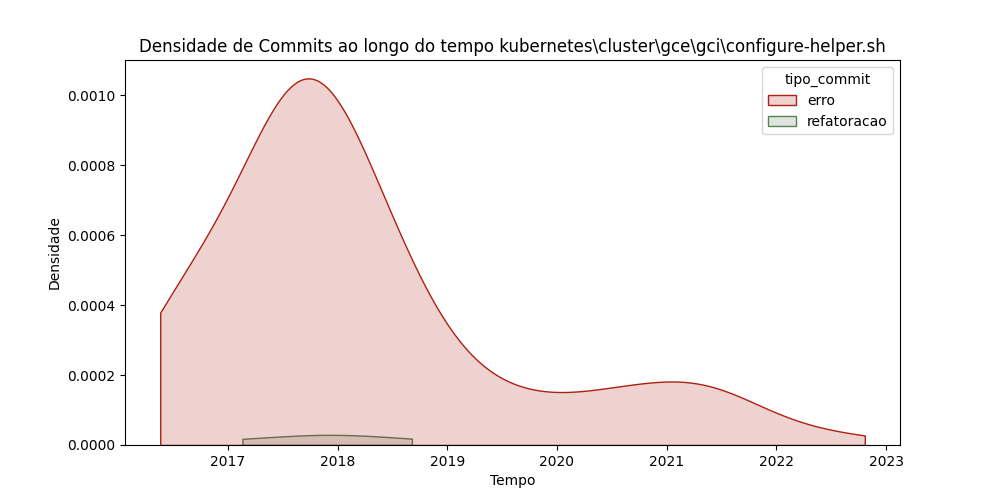 Densidade de Commits ao longo do tempo kubernetes\cluster\gce\gci\configure-helper.sh
tipo_commit
erro
refatoracao
Densidade
0.0010
0.0008
0.0006
0.0004
0.0002
0.0000
2017 2018 2019 2020 2021 2022 2023
Tempo